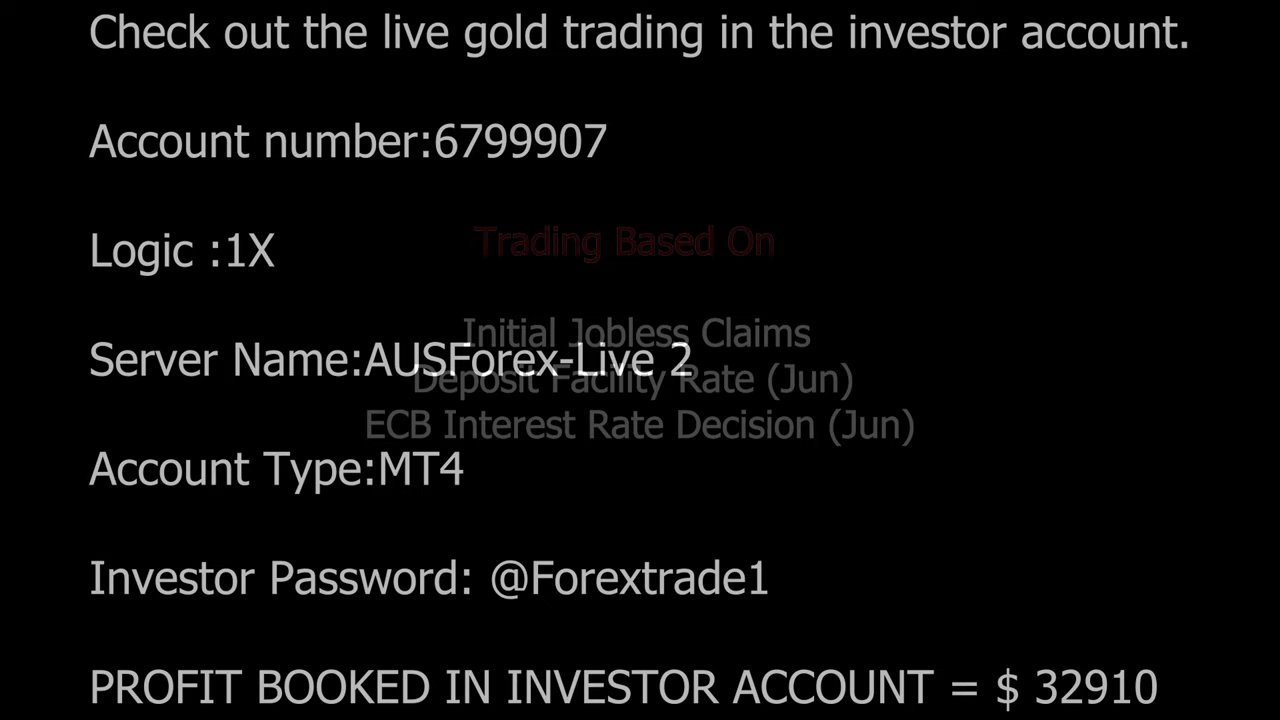 Check out the live gold trading in the investor account.
Account number:6799907
Trading Based On
Logic :1X
Initial Jobless Claims
Server Name:AUSForex-Live 2
Deposit Facility Rate (Jun)
ECB Interest Rate Decision (Jun)
Account Type:MT4
Investor Password: @Forextrade1
PROFIT BOOKED IN INVESTOR ACCOUNT = $ 32910